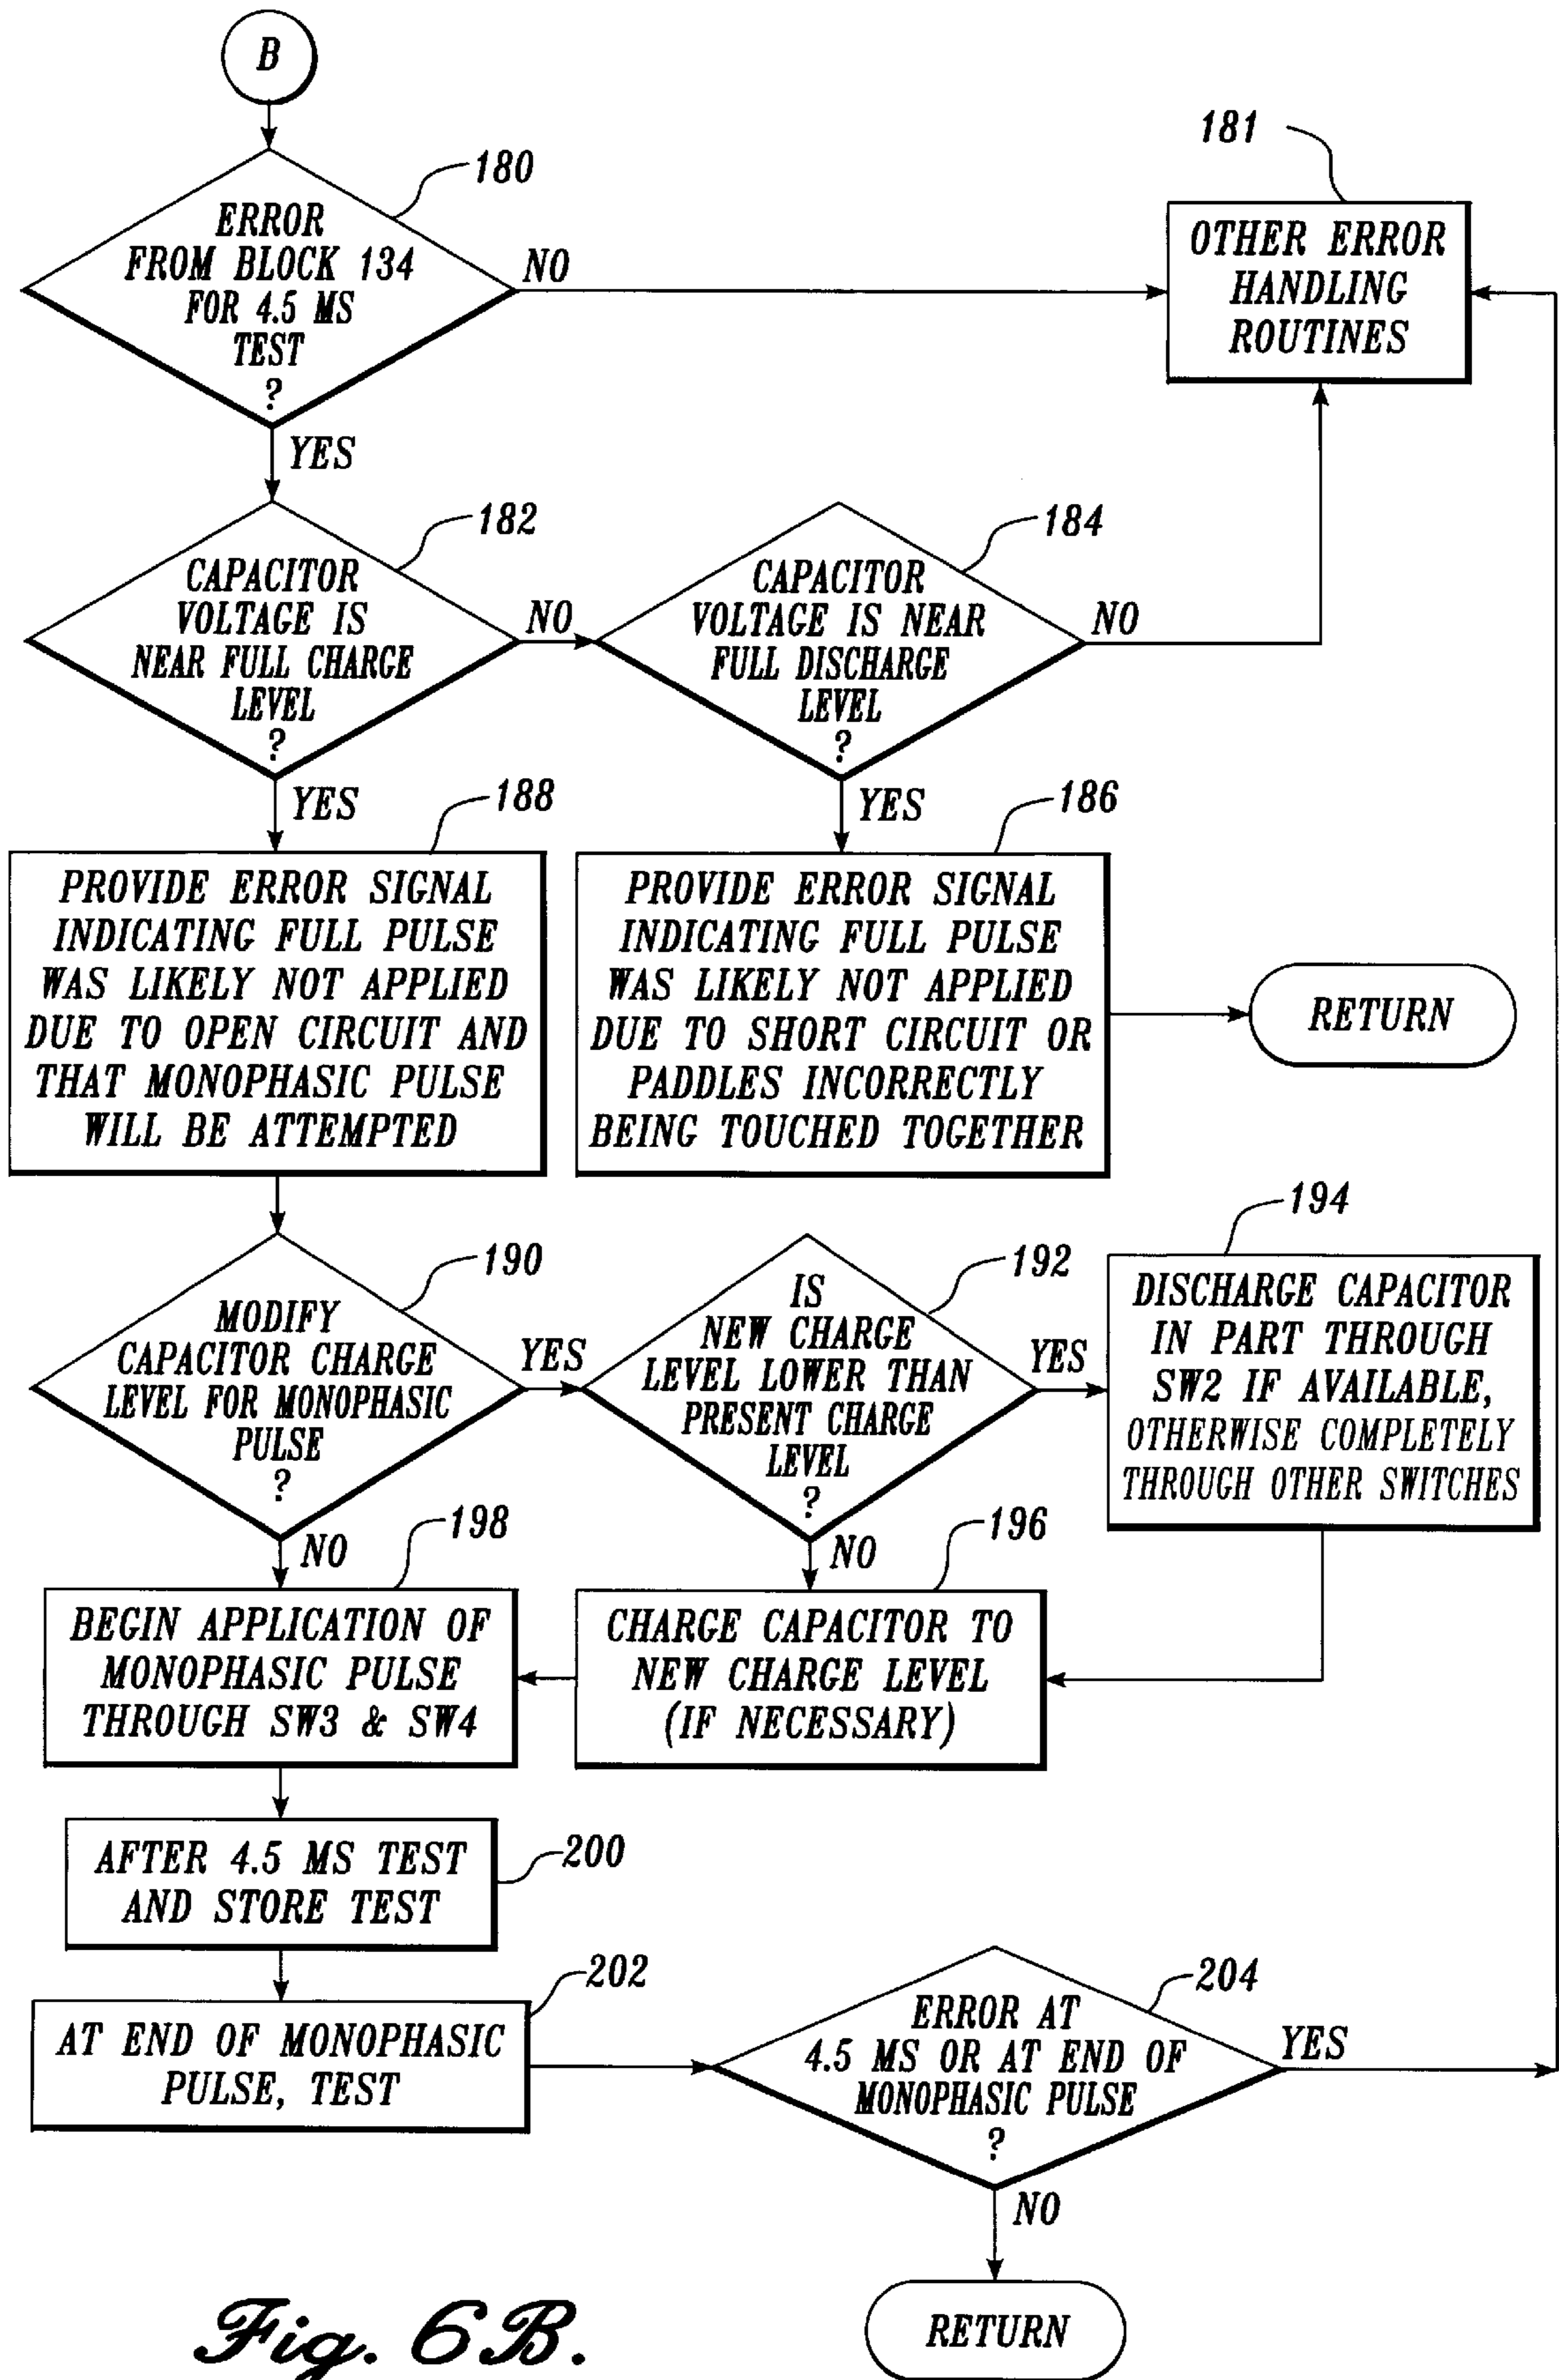 B
180
ERROR
FROM BLOCK 134
FOR 4.5 MS
TEST
?
NO
YES
181
OTHER ERROR
HANDLING
ROUTINES
182
CAPACITOR
VOLTAGE IS
NEAR FULL CHARGE
LEVEL
?
NO
YES
184
CAPACITOR
VOLTAGE IS NEAR
FULL DISCHARGE
LEVEL
?
NO
YES
188
PROVIDE ERROR SIGNAL
INDICATING FULL PULSE
WAS LIKELY NOT APPLIED
DUE TO OPEN CIRCUIT AND
THAT MONOPHASIC PULSE
WILL BE ATTEMPTED
186
PROVIDE ERROR SIGNAL
INDICATING FULL PULSE
WAS LIKELY NOT APPLIED
DUE TO SHORT CIRCUIT OR
PADDLES INCORRECTLY
BEING TOUCHED TOGETHER
RETURN
190
MODIFY
CAPACITOR CHARGE
LEVEL FOR MONOPHASIC
PULSE
?
YES
NO
192
IS
NEW CHARGE
LEVEL LOWER THAN
PRESENT CHARGE
LEVEL
?
YES
NO
194
DISCHARGE CAPACITOR
IN PART THROUGH
SW2 IF AVAILABLE,
OTHERWISE COMPLETELY
THROUGH OTHER SWITCHES
198
BEGIN APPLICATION OF
MONOPHASIC PULSE
THROUGH SW3 & SW4
196
CHARGE CAPACITOR TO
NEW CHARGE LEVEL
(IF NECESSARY)
200
AFTER 4.5 MS TEST
AND STORE TEST
202
AT END OF MONOPHASIC
PULSE, TEST
204
ERROR AT
4.5 MS OR AT END OF
MONOPHASIC PULSE
?
YES
NO
RETURN
Fig. 6B.